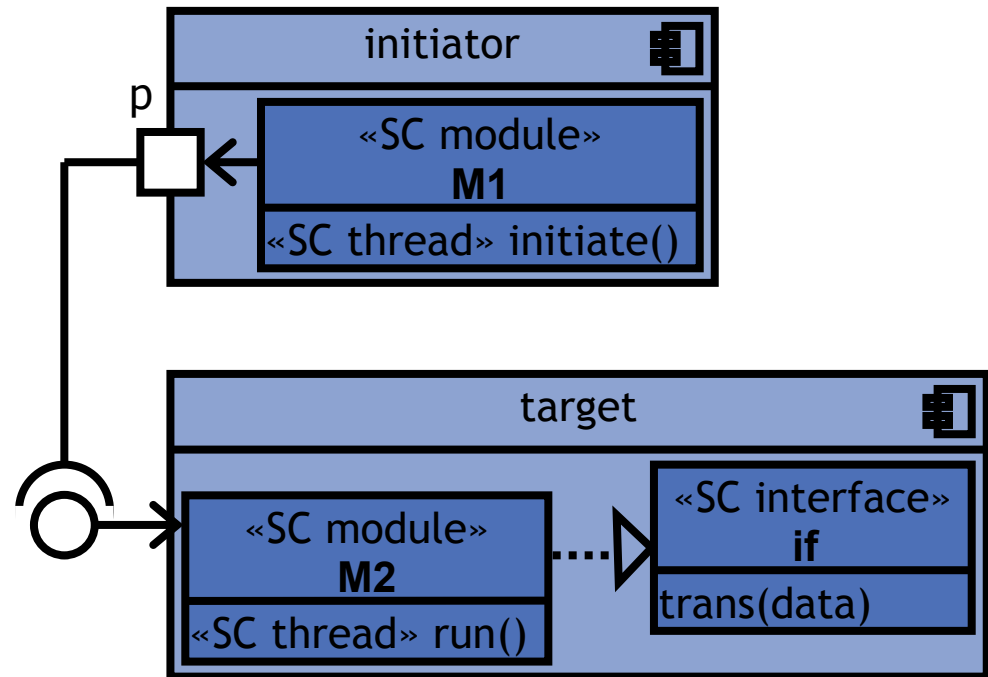 initiator
p
«SC module»
M1
«SC thread» initiate()
target
«SC module»
M2
«SC thread» run()
«SC interface»
if
trans(data)